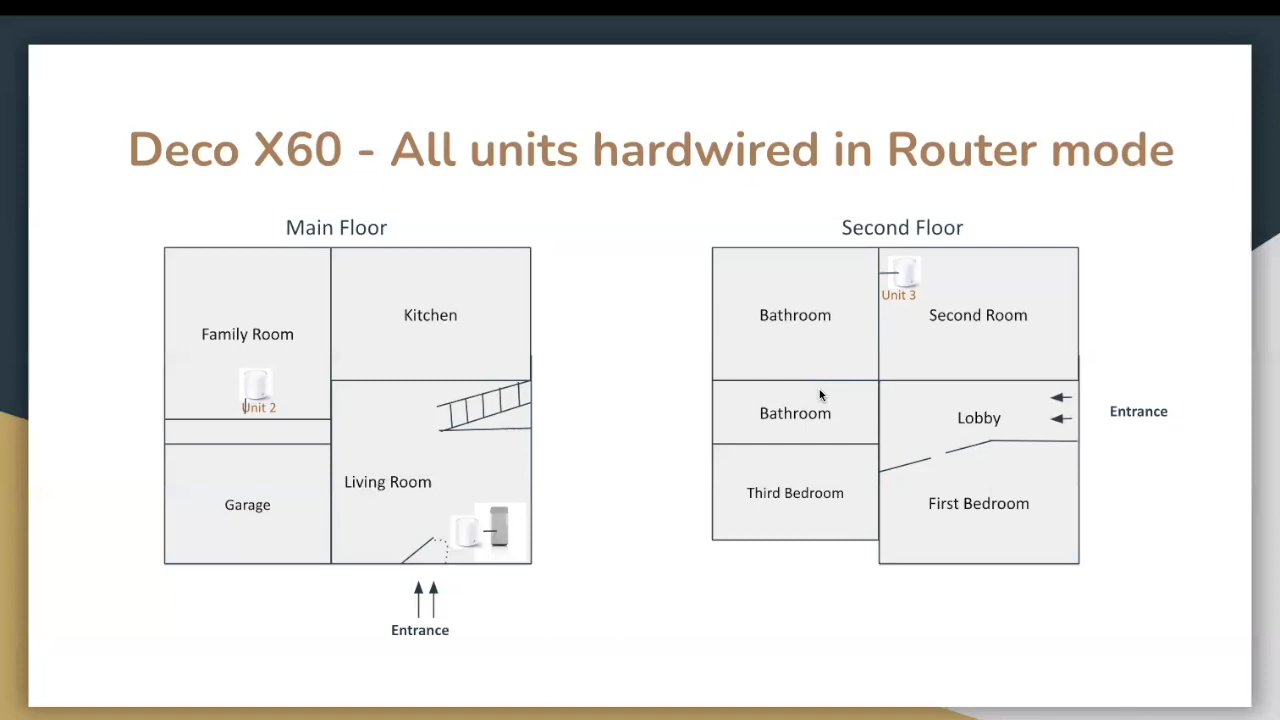 Deco X60 - All units hardwired in Router mode
Main Floor
Family Room
Kitchen
Unit 2
Living Room
Garage
Entrance
Second Floor
Unit 3
Bathroom
Second Room
Bathroom
Lobby
Entrance
Third Bedroom
First Bedroom